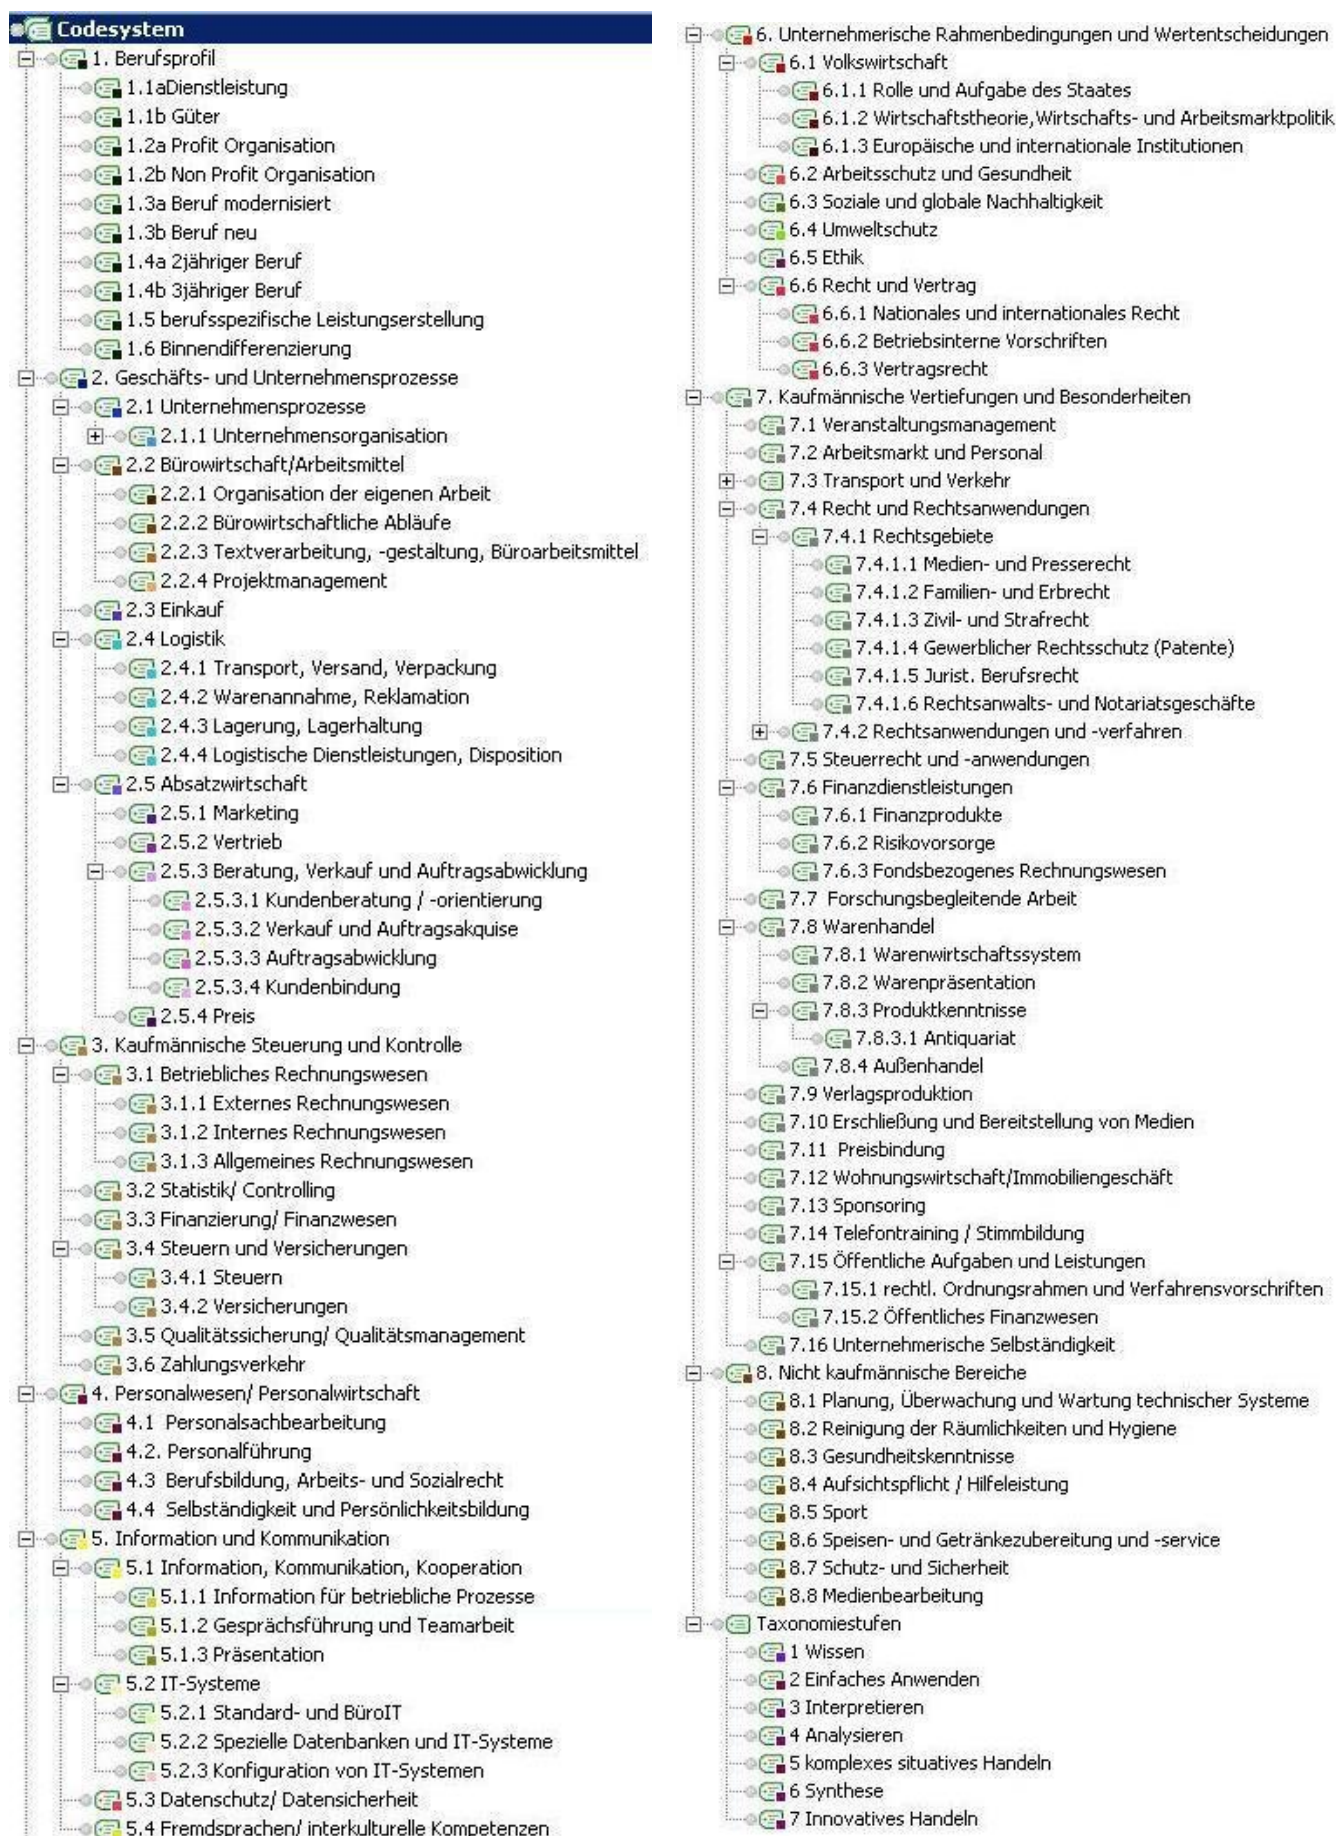 Codesystem
1. Berufsprofil
1.1aDienstleistung
1.1b Güter
1.2a Profit Organisation
1.2b Non Profit Organisation
1.3a Beruf modernisiert
1.3b Beruf neu
1.4a 2jähriger Beruf
1.4b 3jähriger Beruf
1.5 berufsspezifische Leistungserstellung
1.6 Binnendifferenzierung
2. Geschäfts- und Unternehmensprozesse
2.1 Unternehmensprozesse
2.1.1 Unternehmensorganisation
2.2 Bürowirtschaft/Arbeitsmittel
2.2.1 Organisation der eigenen Arbeit
2.2.2 Bürowirtschaftliche Abläufe
2.2.3 Textverarbeitung, -gestaltung, Büroarbeitsmittel
2.2.4 Projektmanagement
2.3 Einkauf
2.4 Logistik
2.4.1 Transport, Versand, Verpackung
2.4.2 Warenannahme, Reklamation
2.4.3 Lagerung, Lagerhaltung
2.4.4 Logistische Dienstleistungen, Disposition
2.5 Absatzwirtschaft
2.5.1 Marketing
2.5.2 Vertrieb
2.5.3 Beratung, Verkauf und Auftragsabwicklung
2.5.3.1 Kundenberatung / -orientierung
2.5.3.2 Verkauf und Auftragsakquise
2.5.3.3 Auftragsabwicklung
2.5.3.4 Kundenbindung
2.5.4 Preis
3. Kaufmännische Steuerung und Kontrolle
3.1 Betriebliches Rechnungswesen
3.1.1 Externes Rechnungswesen
3.1.2 Internes Rechnungswesen
3.1.3 Allgemeines Rechnungswesen
3.2 Statistik/ Controlling
3.3 Finanzierung/ Finanzwesen
3.4 Steuern und Versicherungen
3.4.1 Steuern
3.4.2 Versicherungen
3.5 Qualitätssicherung/ Qualitätsmanagement
3.6 Zahlungsverkehr
4. Personalwesen/ Personalwirtschaft
4.1 Personalsachbearbeitung
4.2. Personalführung
4.3 Berufsbildung, Arbeits- und Sozialrecht
4.4 Selbständigkeit und Persönlichkeitsbildung
5. Information und Kommunikation
5.1 Information, Kommunikation, Kooperation
5.1.1 Information für betriebliche Prozesse
5.1.2 Gesprächsführung und Teamarbeit
5.1.3 Präsentation
5.2 IT-Systeme
5.2.1 Standard- und BüroIT
5.2.2 Spezielle Datenbanken und IT-Systeme
5.2.3 Konfiguration von IT-Systemen
5.3 Datenschutz/ Datensicherheit
5.4 Fremdsprachen/ interkulturelle Kompetenzen
6. Unternehmerische Rahmenbedingungen und Wertentscheidungen
6.1 Volkswirtschaft
6.1.1 Rolle und Aufgabe des Staates
6.1.2 Wirtschaftstheorie,Wirtschafts- und Arbeitsmarktpolitik
6.1.3 Europäische und internationale Institutionen
6.2 Arbeitsschutz und Gesundheit
6.3 Soziale und globale Nachhaltigkeit
6.4 Umweltschutz
6.5 Ethik
6.6 Recht und Vertrag
6.6.1 Nationales und internationales Recht
6.6.2 Betriebsinterne Vorschriften
6.6.3 Vertragsrecht
7. Kaufmännische Vertiefungen und Besonderheiten
7.1 Veranstaltungsmanagement
7.2 Arbeitsmarkt und Personal
7.3 Transport und Verkehr
7.4 Recht und Rechtsanwendungen
7.4.1 Rechtsgebiete
7.4.1.1 Medien- und Presserecht
7.4.1.2 Familien- und Erbrecht
7.4.1.3 Zivil- und Strafrecht
7.4.1.4 Gewerblicher Rechtsschutz (Patente)
7.4.1.5 Jurist. Berufsrecht
7.4.1.6 Rechtsanwalts- und Notariatsgeschäfte
7.4.2 Rechtsanwendungen und -verfahren
7.5 Steuerrecht und -anwendungen
7.6 Finanzdienstleistungen
7.6.1 Finanzprodukte
7.6.2 Risikovorsorge
7.6.3 Fondsbezogenes Rechnungswesen
7.7 Forschungsbegleitende Arbeit
7.8 Warenhandel
7.8.1 Warenwirtschaftssystem
7.8.2 Warenpräsentation
7.8.3 Produktkenntnisse
7.8.3.1 Antiquariat
7.8.4 Außenhandel
7.9 Verlagsproduktion
7.10 Erschließung und Bereitstellung von Medien
7.11 Preisbindung
7.12 Wohnungswirtschaft/Immobiliengeschäft
7.13 Sponsoring
7.14 Telefontraining / Stimmbildung
7.15 Öffentliche Aufgaben und Leistungen
7.15.1 rechtl. Ordnungsrahmen und Verfahrensvorschriften
7.15.2 Öffentliches Finanzwesen
7.16 Unternehmerische Selbständigkeit
8. Nicht kaufmännische Bereiche
8.1 Planung, Überwachung und Wartung technischer Systeme
8.2 Reinigung der Räumlichkeiten und Hygiene
8.3 Gesundheitskenntnisse
8.4 Aufsichtspflicht / Hilfeleistung
8.5 Sport
8.6 Speisen- und Getränkezubereitung und -service
8.7 Schutz- und Sicherheit
8.8 Medienbearbeitung
Taxonomiestufen
1 Wissen
2 Einfaches Anwenden
3 Interpretieren
4 Analysieren
5 komplexes situatives Handeln
6 Synthese
7 Innovatives Handeln